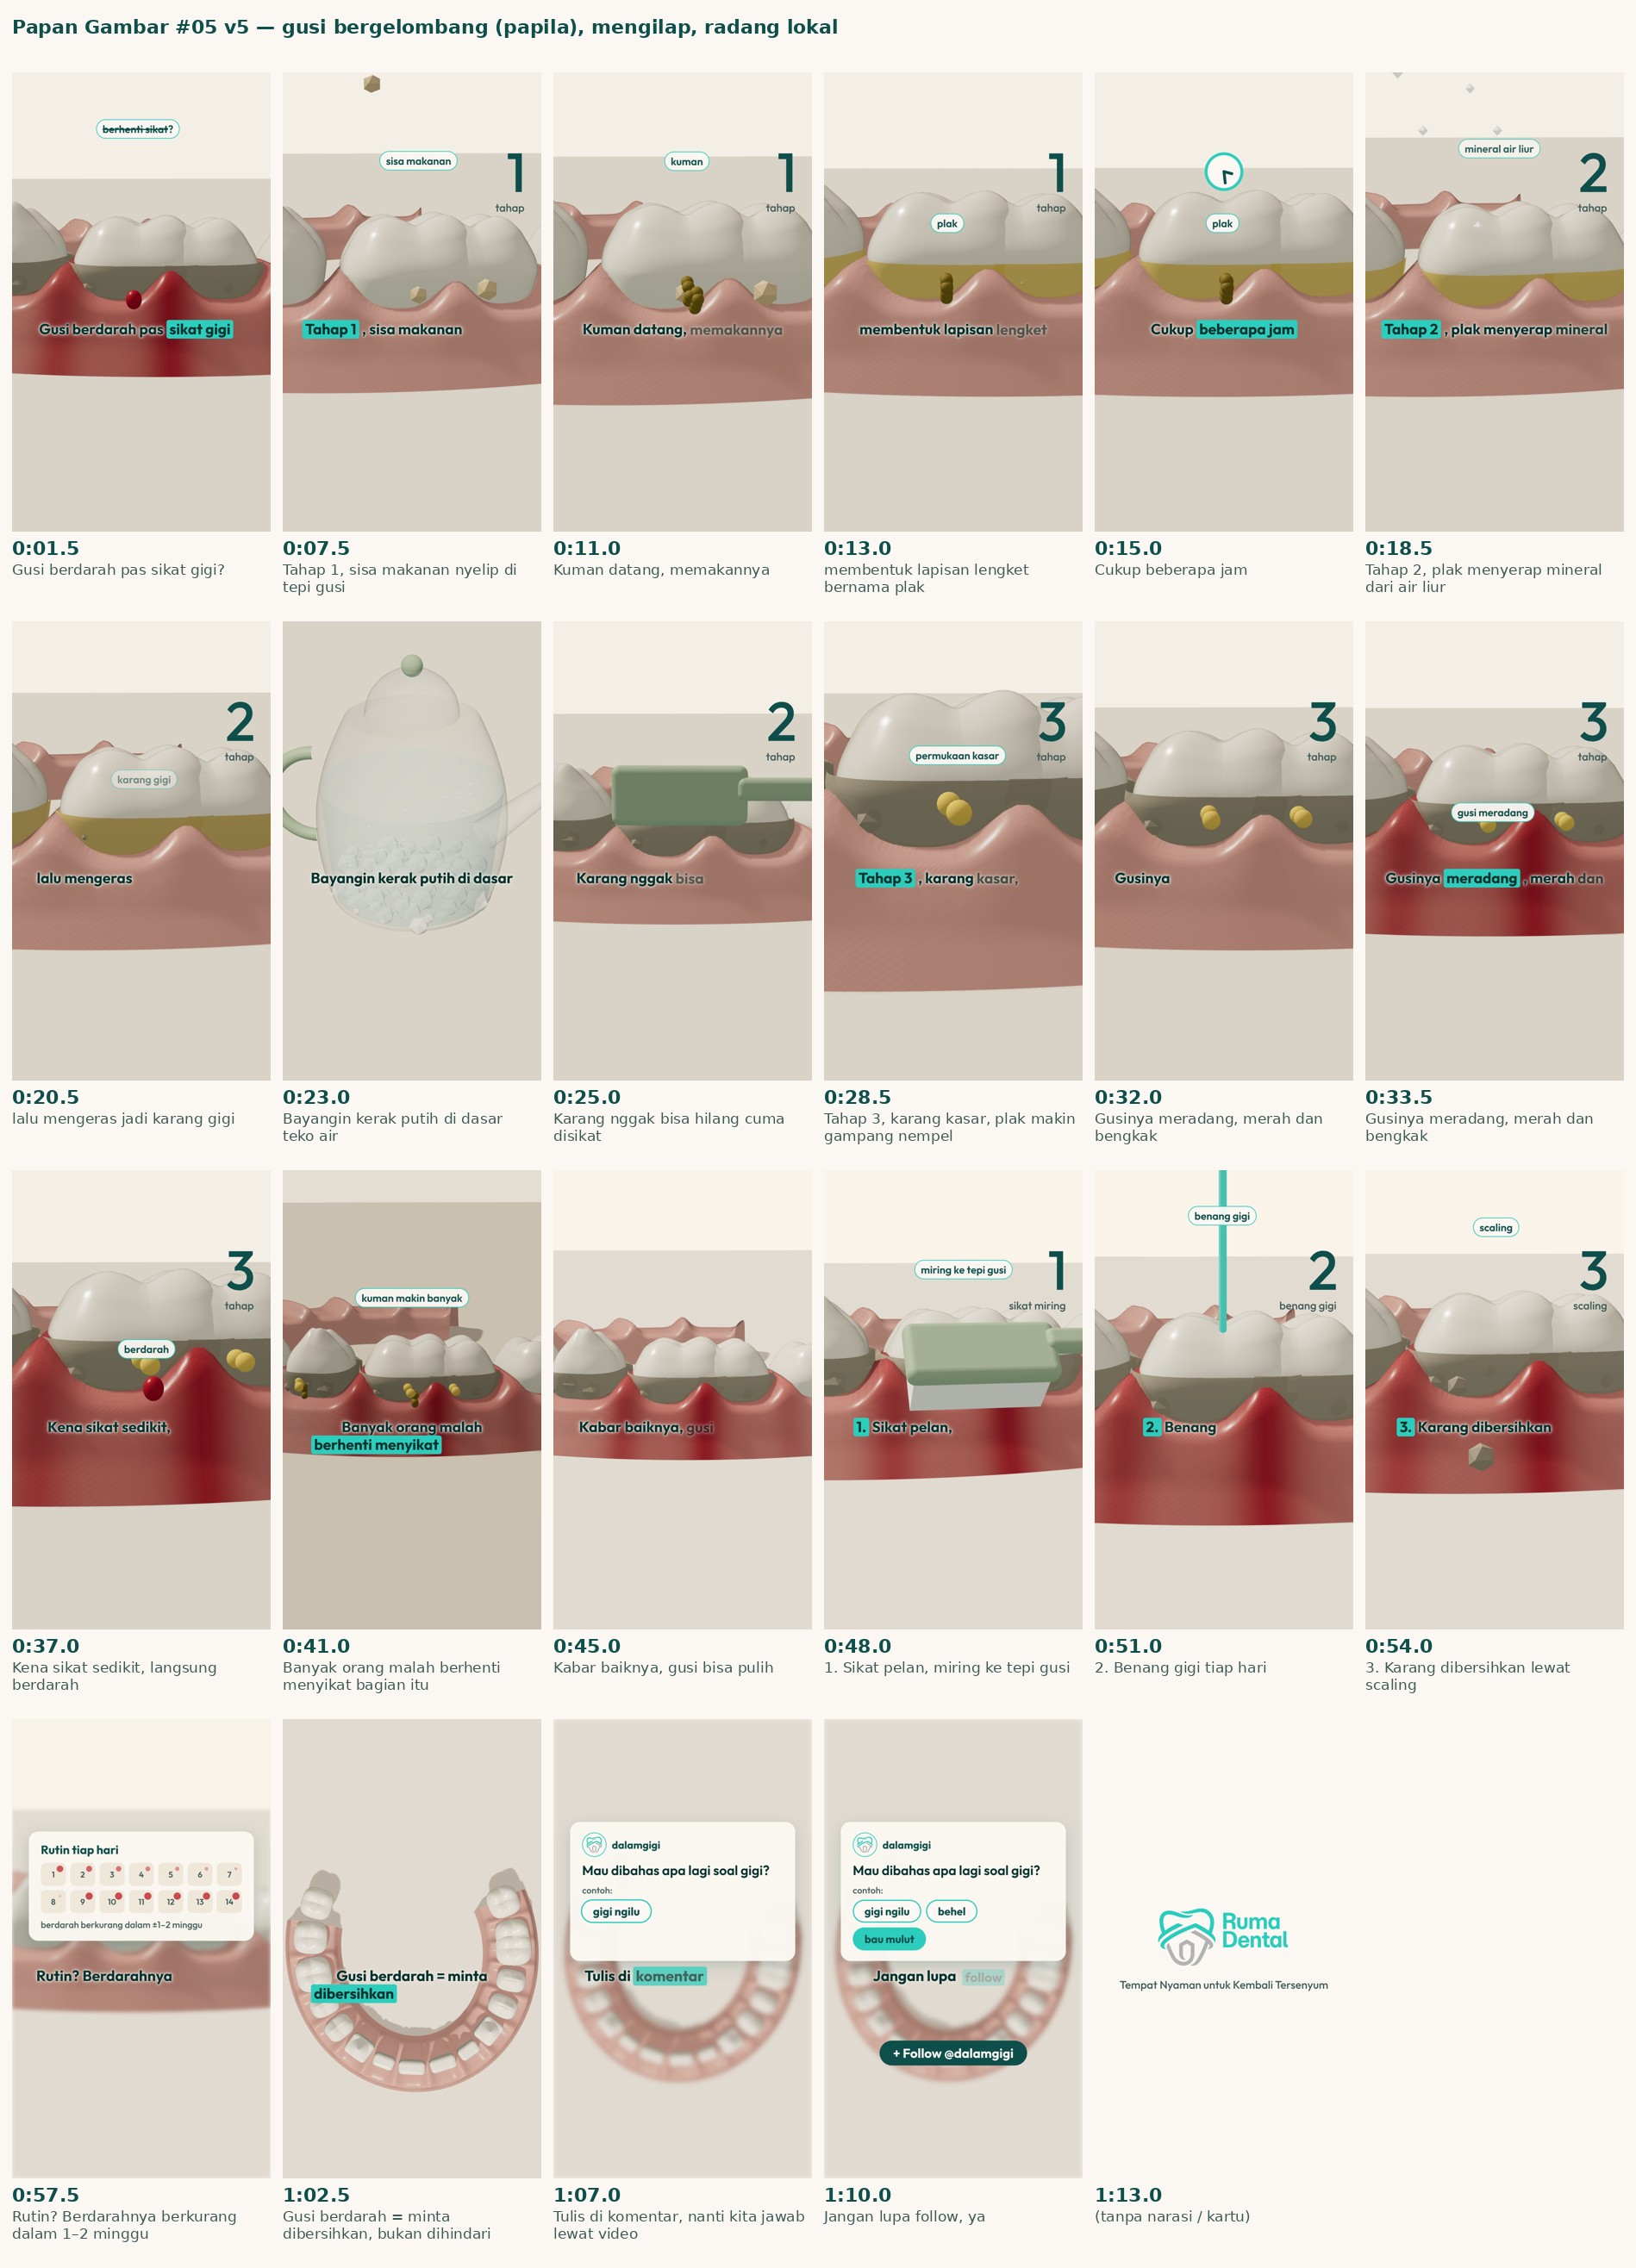 Papan Gambar #05 v5 — gusi bergelombang (papila), mengilap, radang lokal
berhenti sikat?
Gusi berdarah pas sikat gigi
0:01.5
Gusi berdarah pas sikat gigi?
sisa makanan
1
tahap
Tahap 1 , sisa makanan
0:07.5
Tahap 1, sisa makanan nyelip di
tepi gusi
kuman
1
tahap
Kuman datang, memakannya
0:11.0
Kuman datang, memakannya
1
tahap
plak
membentuk lapisan lengket
0:13.0
membentuk lapisan lengket
bernama plak
plak
Cukup beberapa jam
0:15.0
Cukup beberapa jam
mineral air liur
2
tahap
Tahap 2 , plak menyerap mineral
0:18.5
Tahap 2, plak menyerap mineral
dari air liur
2
tahap
karang gigi
lalu mengeras
0:20.5
lalu mengeras jadi karang gigi
Bayangin kerak putih di dasar
0:23.0
Bayangin kerak putih di dasar
teko air
2
tahap
Karang nggak bisa
0:25.0
Karang nggak bisa hilang cuma
disikat
3
tahap
permukaan kasar
Tahap 3 , karang kasar,
0:28.5
Tahap 3, karang kasar, plak makin
gampang nempel
3
tahap
Gusinya
0:32.0
Gusinya meradang, merah dan
bengkak
3
tahap
gusi meradang
Gusinya meradang , merah dan
0:33.5
Gusinya meradang, merah dan
bengkak
3
tahap
berdarah
Kena sikat sedikit,
0:37.0
Kena sikat sedikit, langsung
berdarah
kuman makin banyak
Banyak orang malah
berhenti menyikat
0:41.0
Banyak orang malah berhenti
menyikat bagian itu
Kabar baiknya, gusi
0:45.0
Kabar baiknya, gusi bisa pulih
miring ke tepi gusi
1
sikat miring
1. Sikat pelan,
0:48.0
1. Sikat pelan, miring ke tepi gusi
benang gigi
2
benang gigi
2. Benang
0:51.0
2. Benang gigi tiap hari
scaling
3
scaling
3. Karang dibersihkan
0:54.0
3. Karang dibersihkan lewat
scaling
Rutin tiap hari
1 2 3 4 5 6 7
8 9 10 11 12 13 14
berdarah berkurang dalam ±1–2 minggu
Rutin? Berdarahnya
0:57.5
Rutin? Berdarahnya berkurang
dalam 1–2 minggu
Gusi berdarah = minta
dibersihkan
1:02.5
Gusi berdarah = minta
dibersihkan, bukan dihindari
dalamgigi
Mau dibahas apa lagi soal gigi?
contoh:
gigi ngilu
Tulis di komentar
1:07.0
Tulis di komentar, nanti kita jawab
lewat video
dalamgigi
Mau dibahas apa lagi soal gigi?
contoh:
gigi ngilu
behel
bau mulut
Jangan lupa follow
+ Follow @dalamgigi
1:10.0
Jangan lupa follow, ya
Ruma
Dental
Tempat Nyaman untuk Kembali Tersenyum
1:13.0
(tanpa narasi / kartu)